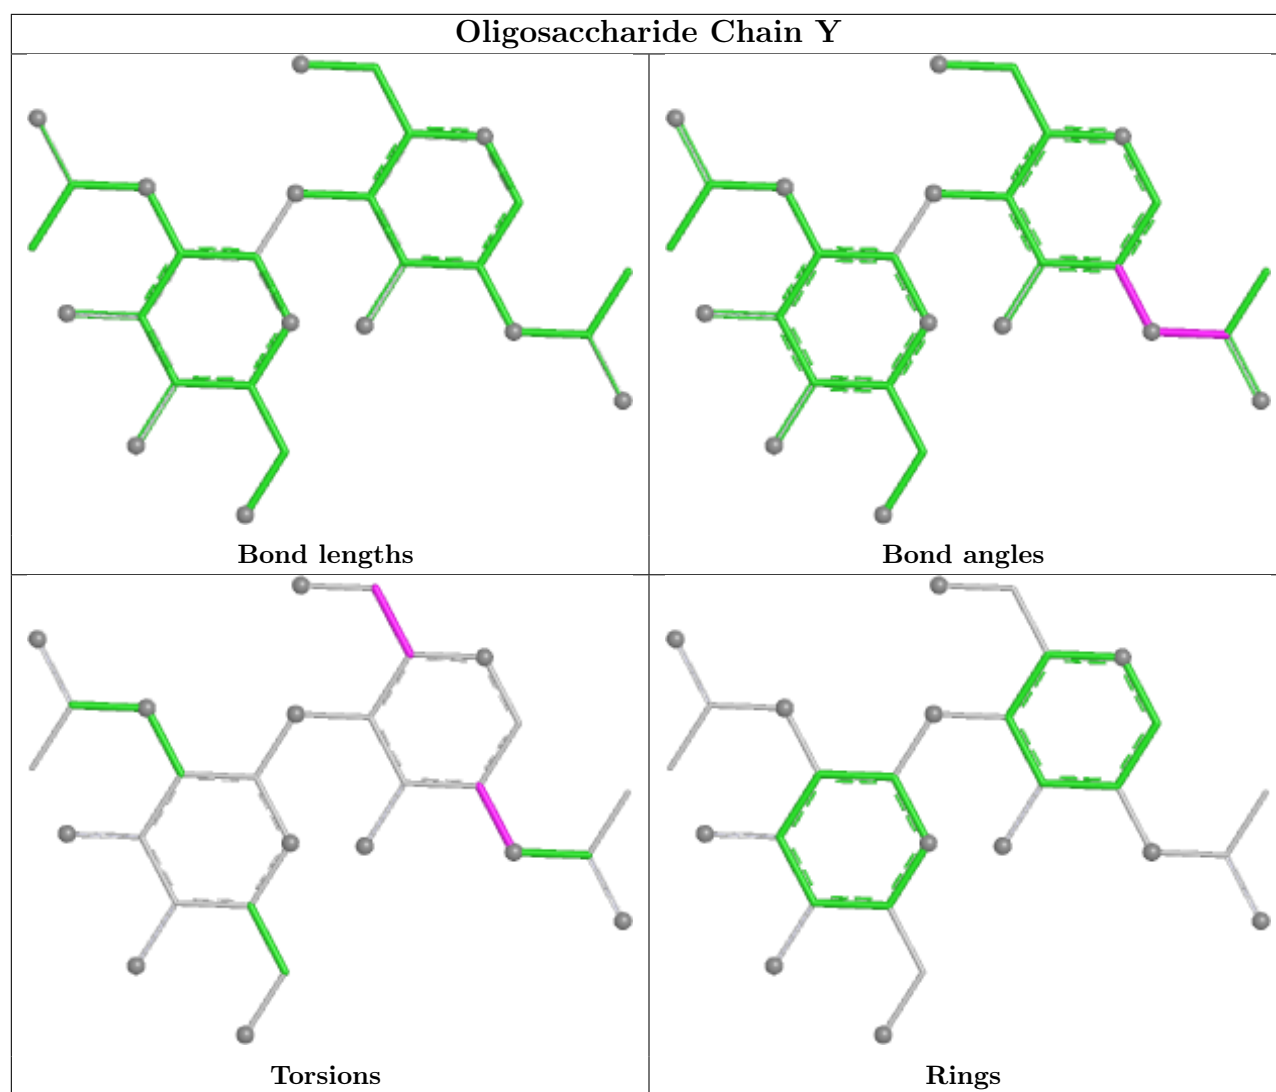 Oligosaccharide Chain Y
Bond lengths
Bond angles
Torsions
Rings